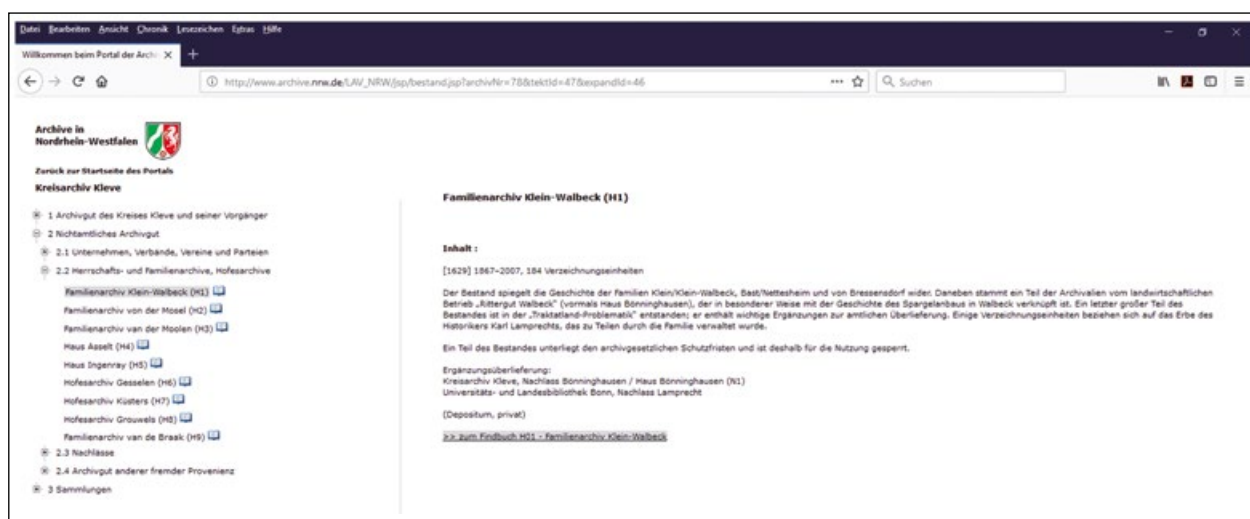 Datei Bearbeiten Ansicht Chronik Lesezeichen Extras Hilfe
Willkommen beim Portal der Archi
http://www.archive.nrw.de/LAV_NRW/jsp/bestand.jsp?archivNr=78&tektId=47&expandId=46
Suchen
Archive in
Nordrhein-Westfalen
Zurück zur Startseite des Portals
Kreisarchiv Kleve
1 Archivgut des Kreises Kleve und seiner Vorgänger
2 Nichtamtliches Archivgut
2.1 Unternehmen, Verbände, Vereine und Parteien
2.2 Herrschafts- und Familienarchive, Hofesarchive
Familienarchiv Klein-Walbeck (H1)
Familienarchiv von der Mosel (H2)
Familienarchiv van der Moolen (H3)
Haus Asselt (H4)
Haus Ingenray (H5)
Hofesarchiv Gesselen (H6)
Hofesarchiv Küsters (H7)
Hofesarchiv Grouwels (H8)
Familienarchiv van de Braak (H9)
2.3 Nachlässe
2.4 Archivgut anderer fremder Provenienz
3 Sammlungen
Familienarchiv Klein-Walbeck (H1)
Inhalt :
[1629] 1867-2007, 184 Verzeichnungseinheiten
Der Bestand spiegelt die Geschichte der Familien Klein/Klein-Walbeck, Bast/Nettesheim und von Bressensdorf wider. Daneben stammt ein Teil der Archivalien vom landwirtschaftlichen
Betrieb „Rittergut Walbeck" (vormals Haus Bönninghausen), der in besonderer Weise mit der Geschichte des Spargelanbaus in Walbeck verknüpft ist. Ein letzter großer Teil des
Bestandes ist in der „Traktatland-Problematik" entstanden; er enthält wichtige Ergänzungen zur amtlichen Überlieferung. Einige Verzeichnungseinheiten beziehen sich auf das Erbe des
Historikers Karl Lamprechts, das zu Teilen durch die Familie verwaltet wurde.
Ein Teil des Bestandes unterliegt den archivgesetzlichen Schutzfristen und ist deshalb für die Nutzung gesperrt.
Ergänzungsüberlieferung:
Kreisarchiv Kleve, Nachlass Bönninghausen / Haus Bönninghausen (N1)
Universitäts- und Landesbibliothek Bonn, Nachlass Lamprecht
(Depositum, privat)
>> zum Findbuch H01 - Familienarchiv Klein-Walbeck